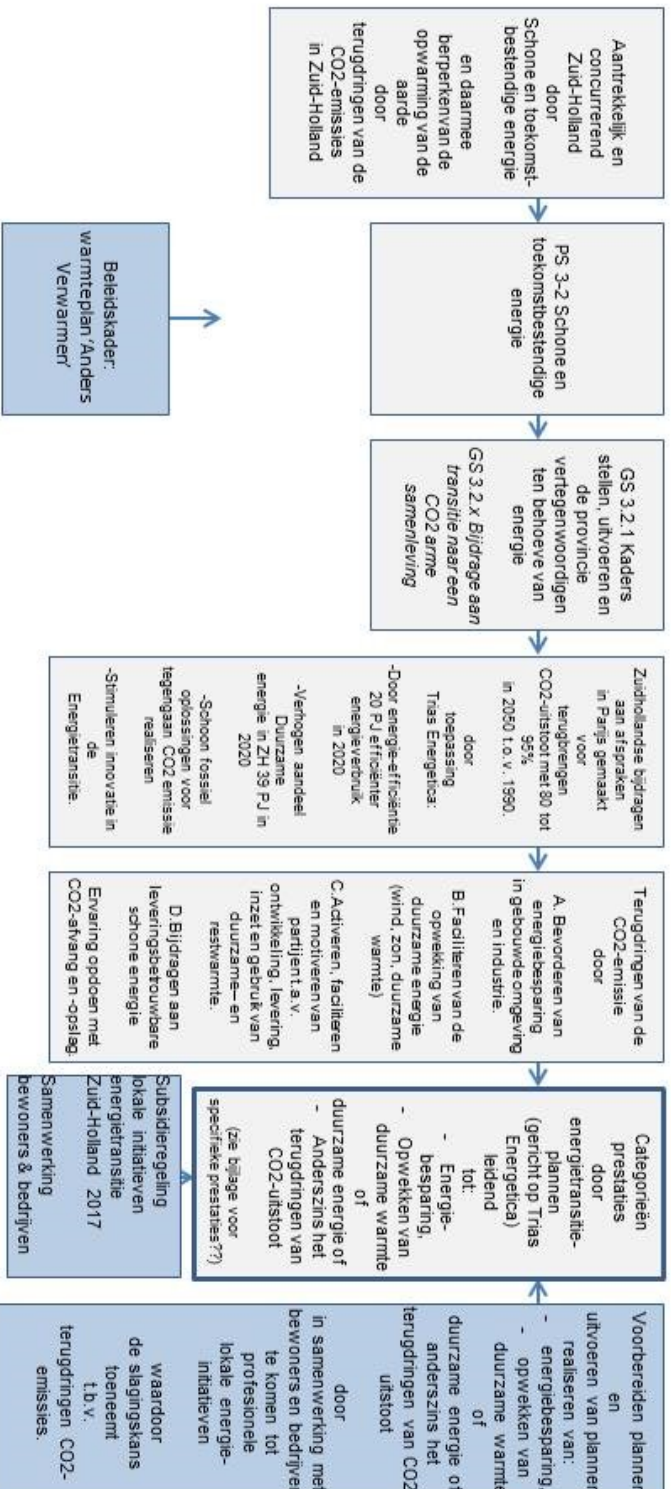 Aantrekkelijk en
concurrerend
Zuid-Holland
door
Schone en toekomst-
bestendige energie
en daarmee
berperkenvan de
opwarming van de
aarde
door
terugdringen van de
CO2-emissies
in Zuid-Holland
PS 3-2 Schone en
toekomstbestendige
energie
Beleidskader:
warmteplan ‘Anders
Verwarmen’
GS 3.2.1 Kaders
stellen, uitvoeren en
de provincie
vertegenwoordigen
ten behoeve van
energie
GS 3.2.x Bijdrage aan
transitie naar een
CO2 arme
samenleving
Zuidhollandse bijdragen
aan afspraken
in Parijs gemaakt
voor
terugbrengen
CO2-uitstoot met 80 tot
95%
in 2050 t.o.v. 1990.
door
toepassing
Trias Energetica:
-Door energie-efficiëntie
20 PJ efficiënter
energieverbruik
in 2020
-Verhogen aandeel
Duurzame
energie in ZH 39 PJ in
2020
-Schoon fossiel
oplossingen voor
tegengaan CO2 emissie
realiseren
-Stimuleren innovatie in
de
Energietransitie.
Terugdringen van de
CO2-emissie
door
A. Bevorderen van
energiebesparing
in gebouwde omgeving
en industrie.
B.Faciliteren van de
opwekking van
duurzame energie
(wind, zon, duurzame
warmte)
C.Activeren, faciliteren
en motiveren van
partijen t.a.v.
ontwikkeling, levering,
inzet en gebruik van
duurzame– en
restwarmte.
D.Bijdragen aan
leveringsbetrouwbare
schone energie
Ervaring opdoen met
CO2-afvang en -opslag.
Categorieën
prestaties
door
energietransitie-
plannen
(gericht op Trias
Energetica)
leidend
tot:
- Energie-
besparing,
- Opwekken van
duurzame warmte
of
duurzame energie of
- Anderszins het
terugdringen van
CO2-uitstoot
(zie bijlage voor
specifieke prestaties??)
Subsidieregeling
lokale initiatieven
energietransitie
Zuid-Holland 2017
Samenwerking
bewoners & bedrijven
Voorbereiden plannen
en
uitvoeren van plannen
realiseren van:
- energiebesparing,
- opwekken van
duurzame warmte
of
duurzame energie of
anderszins het
terugdringen van CO2
uitstoot
door
in samenwerking met
bewoners en bedrijven
te komen tot
profesionele
lokale energie-
initiatieven
waardoor
de slagingskans
toeneemt
t.b.v.
terugdringen CO2-
emissies.